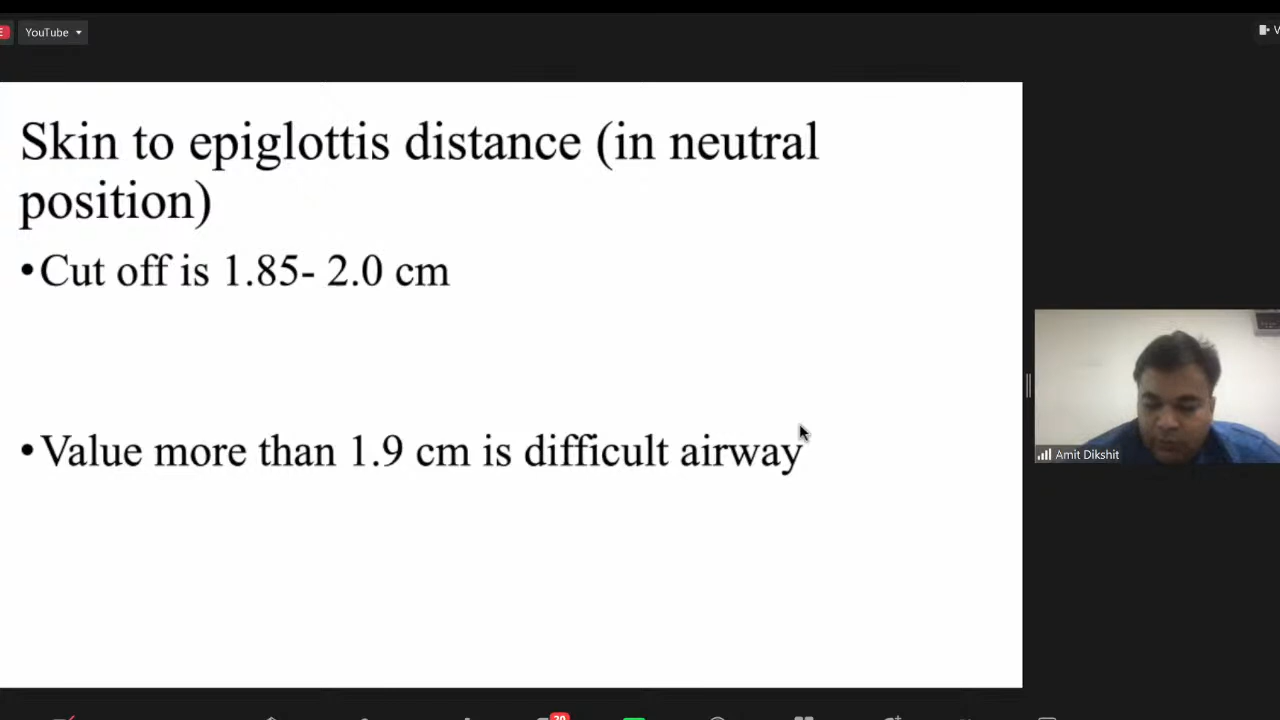 YouTube
V
Skin to epiglottis distance (in neutral
position)
•Cut off is 1.85- 2.0 cm
•Value more than 1.9 cm is difficult airway
Amit Dikshit